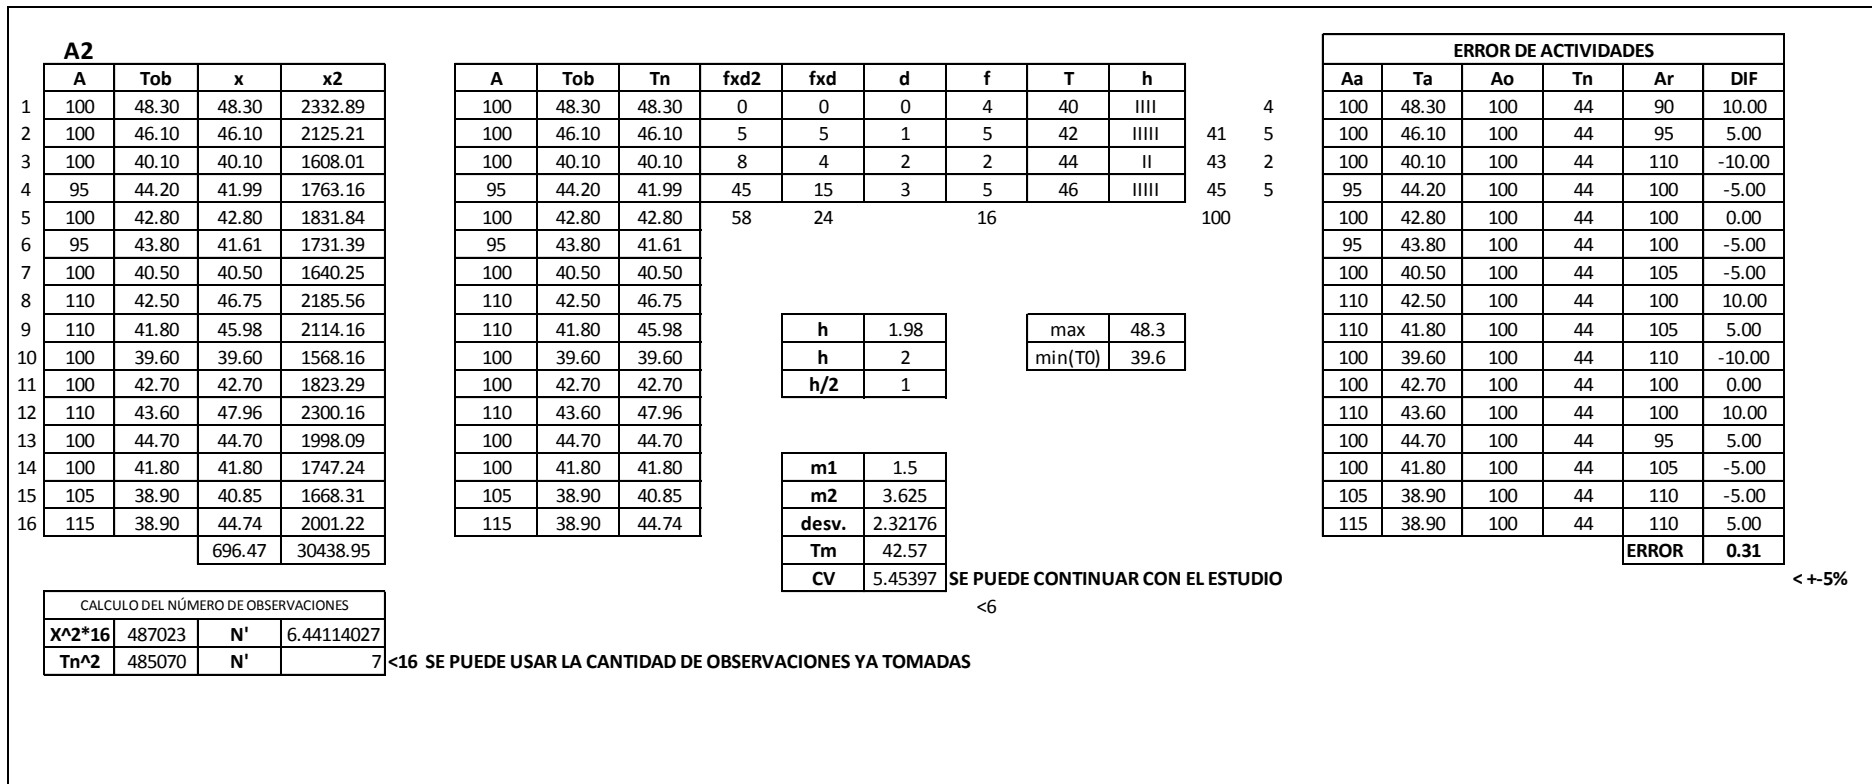 A2 ERROR DE ACTIVIDADES
A Tob x x2 A Tob Tn fxd2 fxd d f T h Aa Ta Ao Tn Ar DIF
1 100 48.30 48.30 2332.89 100 48.30 48.30 0 0 0 4 40 IIII 4 100 48.30 100 44 90 10.00
2 100 46.10 46.10 2125.21 100 46.10 46.10 5 5 1 5 42 IIIII 41 5 100 46.10 100 44 95 5.00
3 100 40.10 40.10 1608.01 100 40.10 40.10 8 4 2 2 44 II 43 2 100 40.10 100 44 110 -10.00
4 95 44.20 41.99 1763.16 95 44.20 41.99 45 15 3 5 46 IIIII 45 5 95 44.20 100 44 100 -5.00
5 100 42.80 42.80 1831.84 100 42.80 42.80 58 24 16 100 100 42.80 100 44 100 0.00
6 95 43.80 41.61 1731.39 95 43.80 41.61 95 43.80 100 44 100 -5.00
7 100 40.50 40.50 1640.25 100 40.50 40.50 100 40.50 100 44 105 -5.00
8 110 42.50 46.75 2185.56 110 42.50 46.75 110 42.50 100 44 100 10.00
9 110 41.80 45.98 2114.16 110 41.80 45.98 h 1.98 max 48.3 110 41.80 100 44 105 5.00
10 100 39.60 39.60 1568.16 100 39.60 39.60 h 2 min(T0) 39.6 100 39.60 100 44 110 -10.00
11 100 42.70 42.70 1823.29 100 42.70 42.70 h/2 1 100 42.70 100 44 100 0.00
12 110 43.60 47.96 2300.16 110 43.60 47.96 110 43.60 100 44 100 10.00
13 100 44.70 44.70 1998.09 100 44.70 44.70 100 44.70 100 44 95 5.00
14 100 41.80 41.80 1747.24 100 41.80 41.80 m1 1.5 100 41.80 100 44 105 -5.00
15 105 38.90 40.85 1668.31 105 38.90 40.85 m2 3.625 105 38.90 100 44 110 -5.00
16 115 38.90 44.74 2001.22 115 38.90 44.74 desv. 2.32176 115 38.90 100 44 110 5.00
696.47 30438.95 Tm 42.57 ERROR 0.31
CV 5.45397 SE PUEDE CONTINUAR CON EL ESTUDIO < +-5%
CALCULO DEL NÚMERO DE OBSERVACIONES <6
X^2*16 487023 N' 6.44114027
Tn^2 485070 N' 7 <16 SE PUEDE USAR LA CANTIDAD DE OBSERVACIONES YA TOMADAS